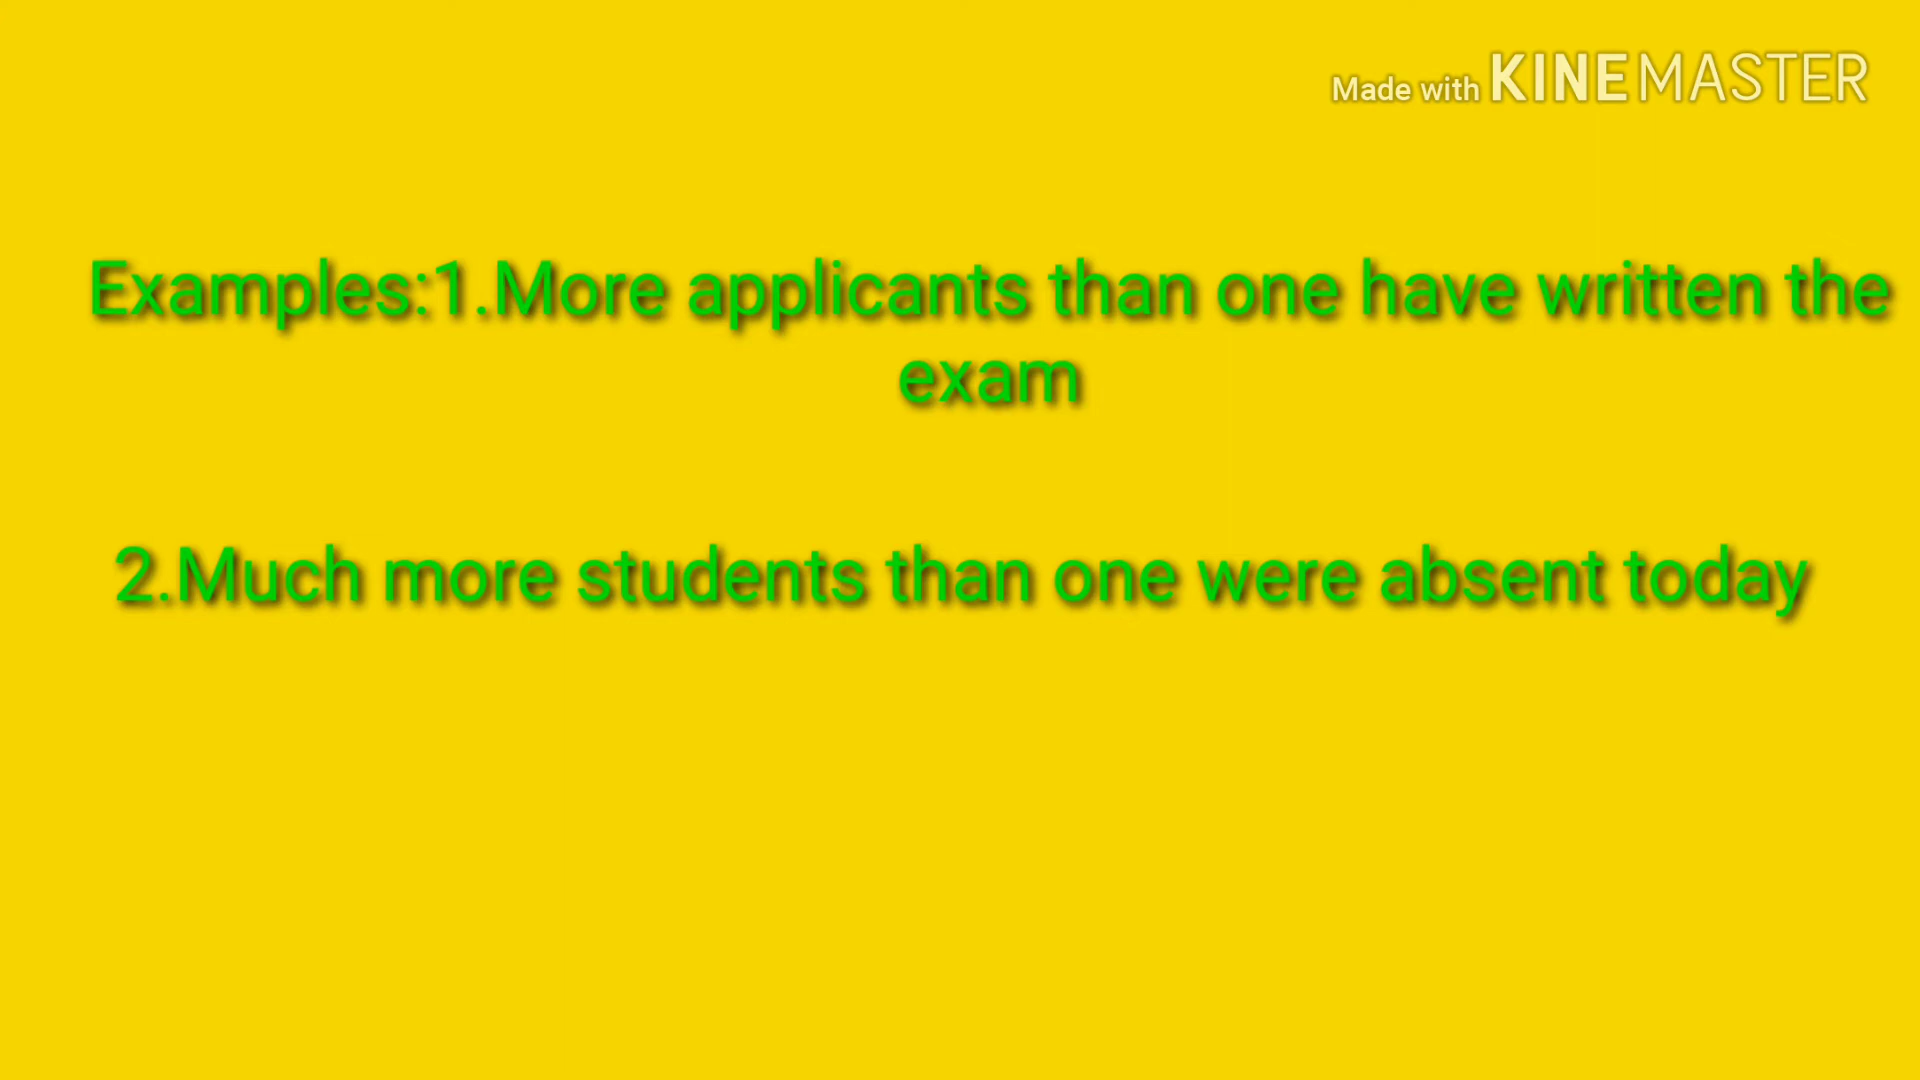 Made with KINEMASTER
Examples:1.More applicants than one have written the
exam
2.Much more students than one were absent today